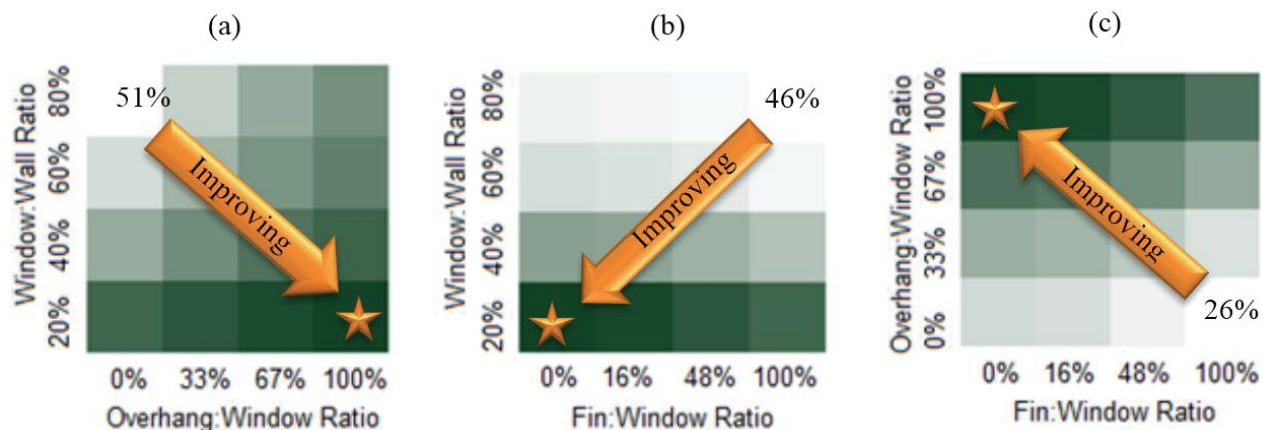 (a)
51%
Improving
Window:Wall Ratio
80%
60%
40%
20%
0% 33% 67% 100%
Overhang:Window Ratio
(b)
46%
Improving
Window:Wall Ratio
80%
60%
40%
20%
0% 16% 48% 100%
Fin:Window Ratio
(c)
26%
Improving
Overhang:Window Ratio
100%
67%
33%
0%
0% 16% 48% 100%
Fin:Window Ratio